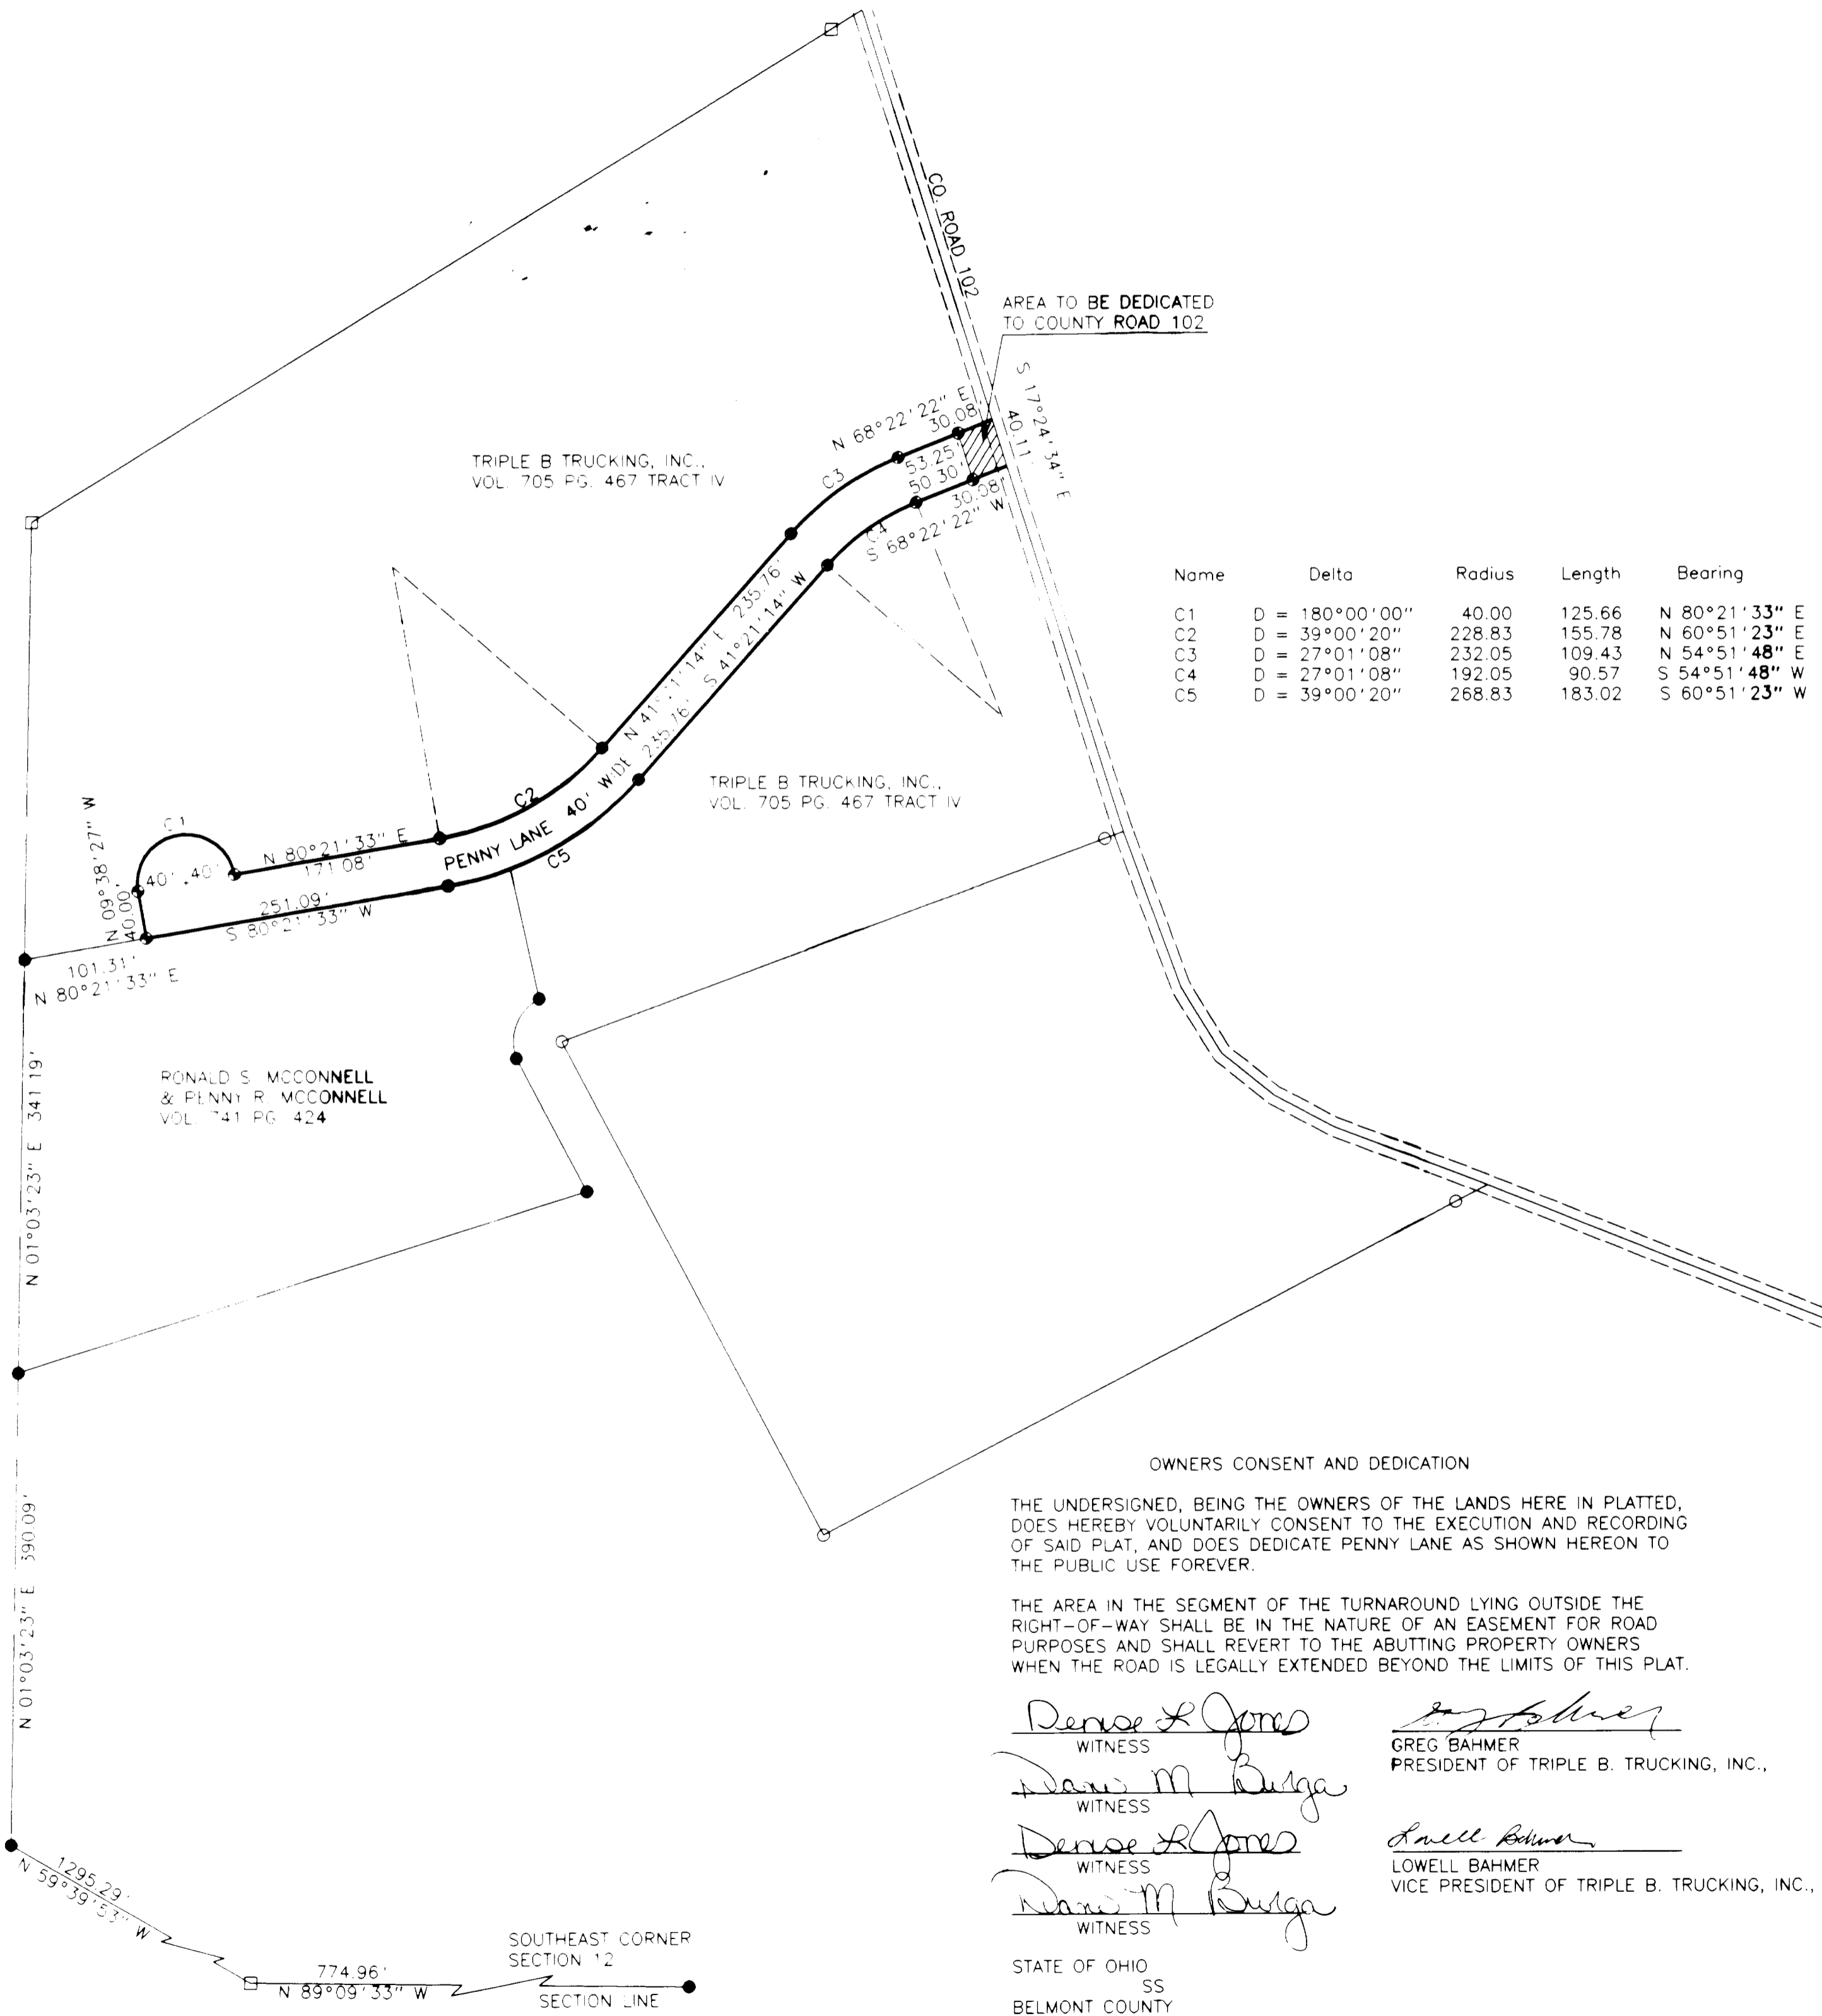 CO. ROAD 102
AREA TO BE DEDICATED
TO COUNTY ROAD 102
S 17°24'34" E
40.11'
N 68°22'22" E
30.08'
53.25'
50.30'
30.08'
S 68°22'22" W
C3
C4
TRIPLE B TRUCKING, INC.,
VOL. 705 PG. 467 TRACT IV
Name Delta Radius Length Bearing
C1 D = 180°00'00" 40.00 125.66 N 80°21'33" E
C2 D = 39°00'20" 228.83 155.78 N 60°51'23" E
C3 D = 27°01'08" 232.05 109.43 N 54°51'48" E
C4 D = 27°01'08" 192.05 90.57 S 54°51'48" W
C5 D = 39°00'20" 268.83 183.02 S 60°51'23" W
N 41°21'14" E 235.76'
235.76' S 41°21'14" W
TRIPLE B TRUCKING, INC.,
VOL. 705 PG. 467 TRACT IV
C2
PENNY LANE 40' WIDE
C5
C1
40' 40'
N 80°21'33" E
171.08'
N 09°38'27" W
40.00'
251.09'
S 80°21'33" W
101.31'
N 80°21'33" E
RONALD S. MCCONNELL
& PENNY R. MCCONNELL
VOL. 741 PG. 424
N 01°03'23" E 341.19'
N 01°03'23" E 390.09'
1295.29'
N 59°39'53" W
774.96'
N 89°09'33" W
SOUTHEAST CORNER
SECTION 12
SECTION LINE
OWNERS CONSENT AND DEDICATION
THE UNDERSIGNED, BEING THE OWNERS OF THE LANDS HERE IN PLATTED,
DOES HEREBY VOLUNTARILY CONSENT TO THE EXECUTION AND RECORDING
OF SAID PLAT, AND DOES DEDICATE PENNY LANE AS SHOWN HEREON TO
THE PUBLIC USE FOREVER.
THE AREA IN THE SEGMENT OF THE TURNAROUND LYING OUTSIDE THE
RIGHT-OF-WAY SHALL BE IN THE NATURE OF AN EASEMENT FOR ROAD
PURPOSES AND SHALL REVERT TO THE ABUTTING PROPERTY OWNERS
WHEN THE ROAD IS LEGALLY EXTENDED BEYOND THE LIMITS OF THIS PLAT.
Denise L Jones
WITNESS
GREG BAHMER
PRESIDENT OF TRIPLE B. TRUCKING, INC.,
M Burga
WITNESS
Denise L Jones
WITNESS
Lowell Bahmer
LOWELL BAHMER
VICE PRESIDENT OF TRIPLE B. TRUCKING, INC.,
M Burga
WITNESS
STATE OF OHIO
SS
BELMONT COUNTY